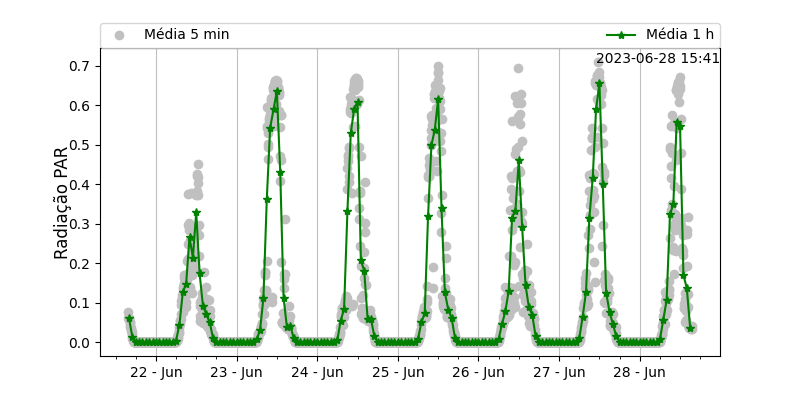 Média 5 min
Média 1 h
2023-06-28 15:41
Radiação PAR
0.7
0.6
0.5
0.4
0.3
0.2
0.1
0.0
22 - Jun
23 - Jun
24 - Jun
25 - Jun
26 - Jun
27 - Jun
28 - Jun